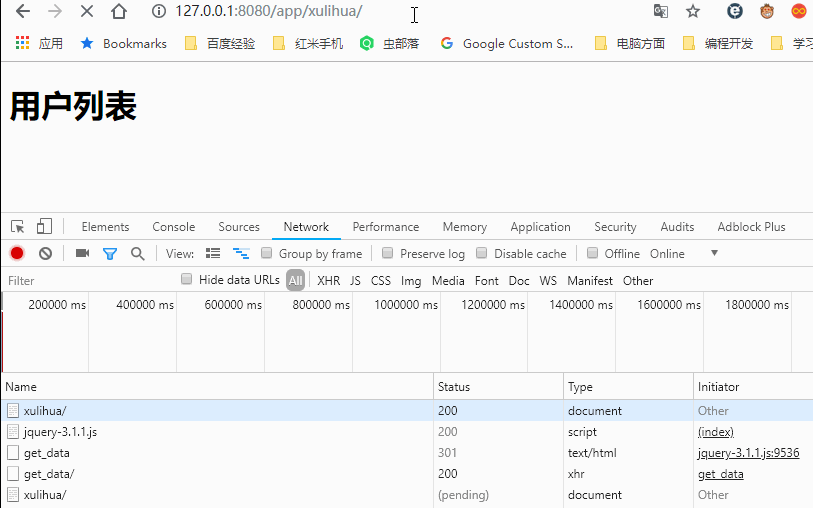 127.0.0.1:8080/app/xulihua/
应用 Bookmarks 百度经验 红米手机 虫部落 Google Custom S... 电脑方面 编程开发 学习
用户列表
Elements Console Sources Network Performance Memory Application Security Audits Adblock Plus
View: Group by frame Preserve log Disable cache Offline Online
Filter Hide data URLs All XHR JS CSS Img Media Font Doc WS Manifest Other
200000 ms 400000 ms 600000 ms 800000 ms 1000000 ms 1200000 ms 1400000 ms 1600000 ms 1800000 ms
Name Status Type Initiator
xulihua/ 200 document Other
jquery-3.1.1.js 200 script (index)
get_data 301 text/html jquery-3.1.1.js:9536
get_data/ 200 xhr get_data
xulihua/ (pending) document Other